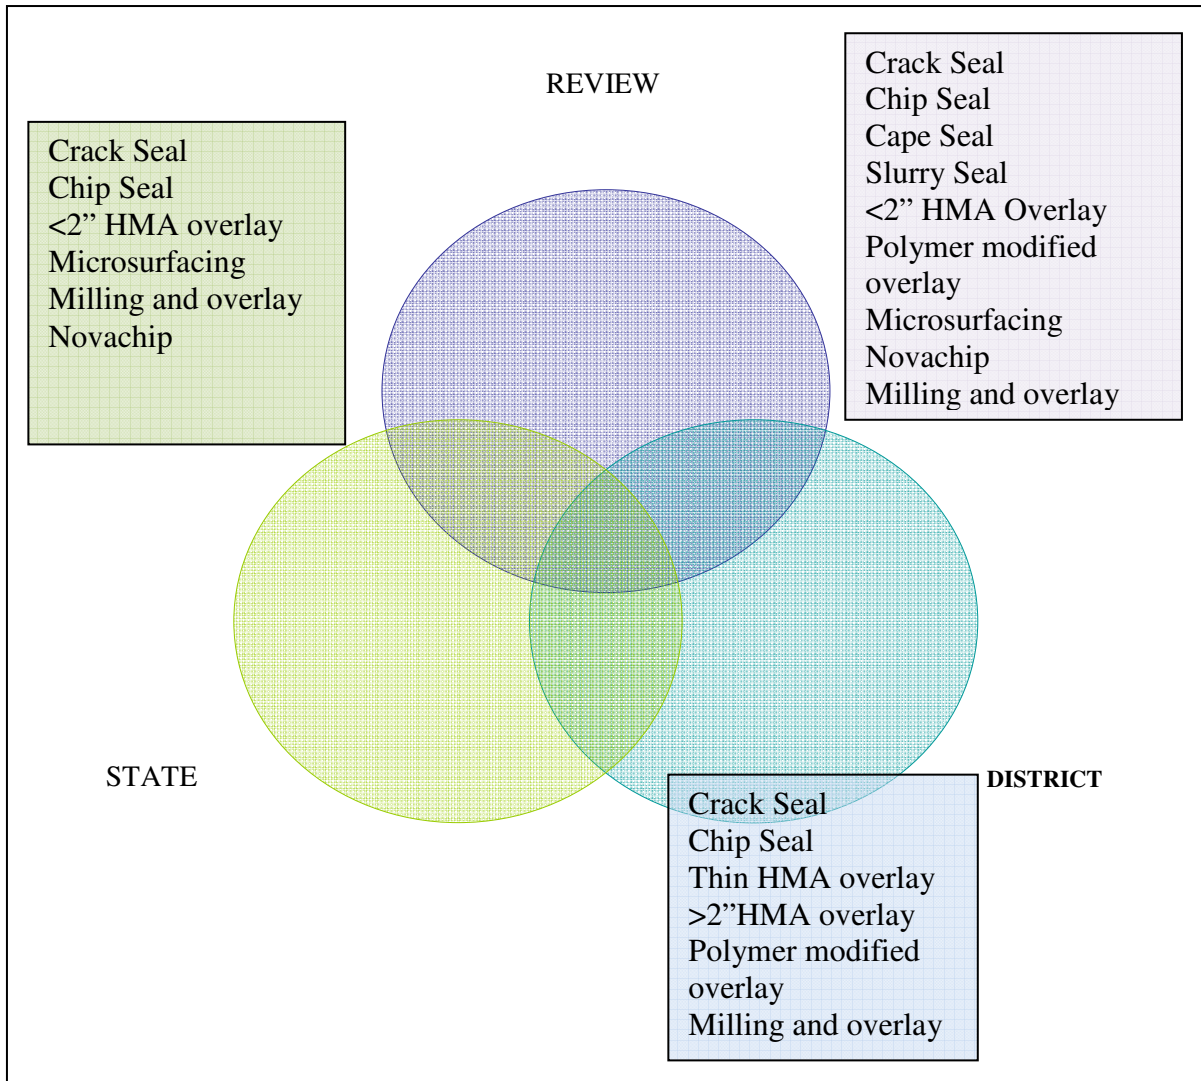 REVIEW
Crack Seal
Chip Seal
Cape Seal
Slurry Seal
<2” HMA Overlay
Polymer modified
overlay
Microsurfacing
Novachip
Milling and overlay
Crack Seal
Chip Seal
<2” HMA overlay
Microsurfacing
Milling and overlay
Novachip
STATE
DISTRICT
Crack Seal
Chip Seal
Thin HMA overlay
>2”HMA overlay
Polymer modified
overlay
Milling and overlay